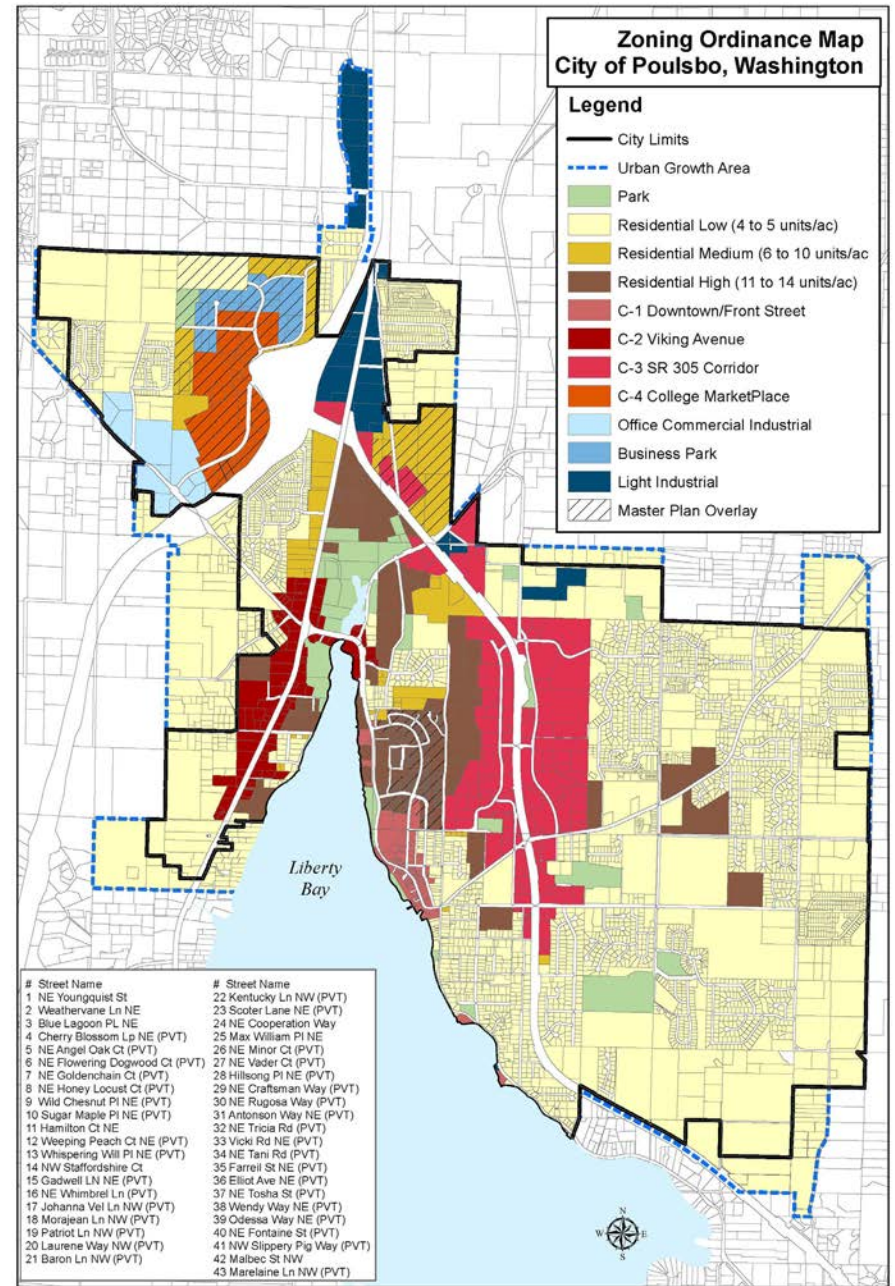 Zoning Ordinance Map
City of Poulsbo, Washington
Legend
City Limits
Urban Growth Area
Park
Residential Low (4 to 5 units/ac)
Residential Medium (6 to 10 units/ac
Residential High (11 to 14 units/ac)
C-1 Downtown/Front Street
C-2 Viking Avenue
C-3 SR 305 Corridor
C-4 College MarketPlace
Office Commercial Industrial
Business Park
Light Industrial
Master Plan Overlay
Liberty
Bay
# Street Name
1 NE Youngquist St
2 Weathervane Ln NE
3 Blue Lagoon PL NE
4 Cherry Blossom Lp NE (PVT)
5 NE Angel Oak Ct (PVT)
6 NE Flowering Dogwood Ct (PVT)
7 NE Goldenchain Ct (PVT)
8 NE Honey Locust Ct (PVT)
9 Wild Chesnut Pl NE (PVT)
10 Sugar Maple Pl NE (PVT)
11 Hamilton Ct NE
12 Weeping Peach Ct NE (PVT)
13 Whispering Will Pl NE (PVT)
14 NW Staffordshire Ct
15 Gadwell LN NE (PVT)
16 NE Whimbrel Ln (PVT)
17 Johanna Vel Ln NW (PVT)
18 Morajean Ln NW (PVT)
19 Patriot Ln NW (PVT)
20 Laurene Way NW (PVT)
21 Baron Ln NW (PVT)
# Street Name
22 Kentucky Ln NW (PVT)
23 Scoter Lane NE (PVT)
24 NE Cooperation Way
25 Max William Pl NE
26 NE Minor Ct (PVT)
27 NE Vader Ct (PVT)
28 Hillsong Pl NE (PVT)
29 NE Craftsman Way (PVT)
30 NE Rugosa Way (PVT)
31 Antonson Way NE (PVT)
32 NE Tricia Rd (PVT)
33 Vicki Rd NE (PVT)
34 NE Tani Rd (PVT)
35 Farreil St NE (PVT)
36 Elliot Ave NE (PVT)
37 NE Tosha St (PVT)
38 Wendy Way NE (PVT)
39 Odessa Way NE (PVT)
40 NE Fontaine St (PVT)
41 NW Slippery Pig Way (PVT)
42 Malbec St NW
43 Marelaine Ln NW (PVT)
N
W E
S